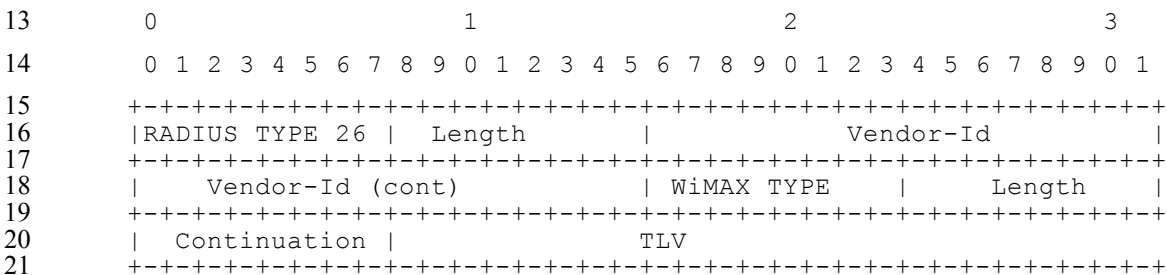 13 0 1 2 3
14 0 1 2 3 4 5 6 7 8 9 0 1 2 3 4 5 6 7 8 9 0 1 2 3 4 5 6 7 8 9 0 1
15 +-+-+-+-+-+-+-+-+-+-+-+-+-+-+-+-+-+-+-+-+-+-+-+-+-+-+-+-+-+-+-+-+
16 |RADIUS TYPE 26 | Length | Vendor-Id |
17 +-+-+-+-+-+-+-+-+-+-+-+-+-+-+-+-+-+-+-+-+-+-+-+-+-+-+-+-+-+-+-+-+
18 | Vendor-Id (cont) | WiMAX TYPE | Length |
19 +-+-+-+-+-+-+-+-+-+-+-+-+-+-+-+-+-+-+-+-+-+-+-+-+-+-+-+-+-+-+-+-+
20 | Continuation | TLV
21 +-+-+-+-+-+-+-+-+-+-+-+-+-+-+-+-+-+-+-+-+-+-+-+-+-+-+-+-+-+-+-+-+